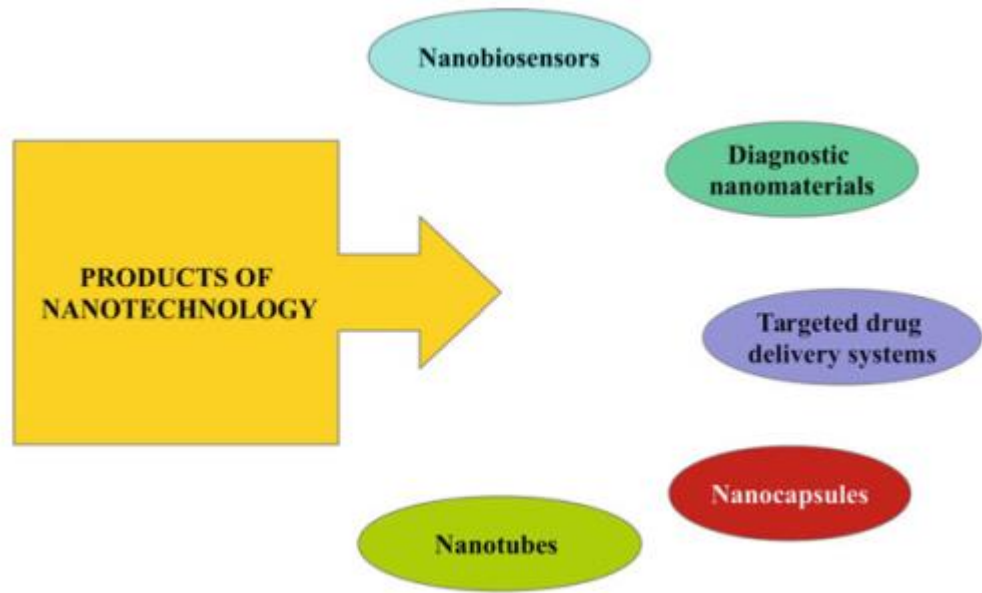 PRODUCTS OF
NANOTECHNOLOGY
Nanobiosensors
Diagnostic
nanomaterials
Targeted drug
delivery systems
Nanocapsules
Nanotubes